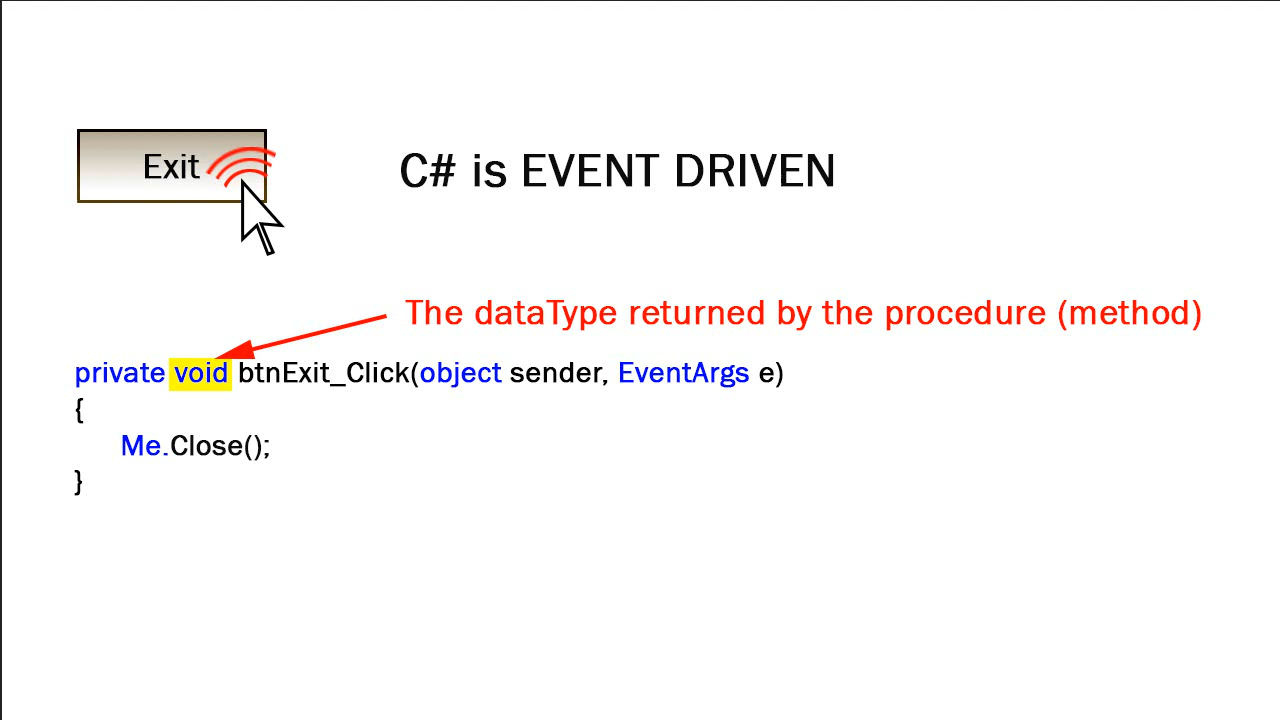 Exit
C# is EVENT DRIVEN
The dataType returned by the procedure (method)
private void btnExit_Click(object sender, EventArgs e)
{
Me.Close();
}